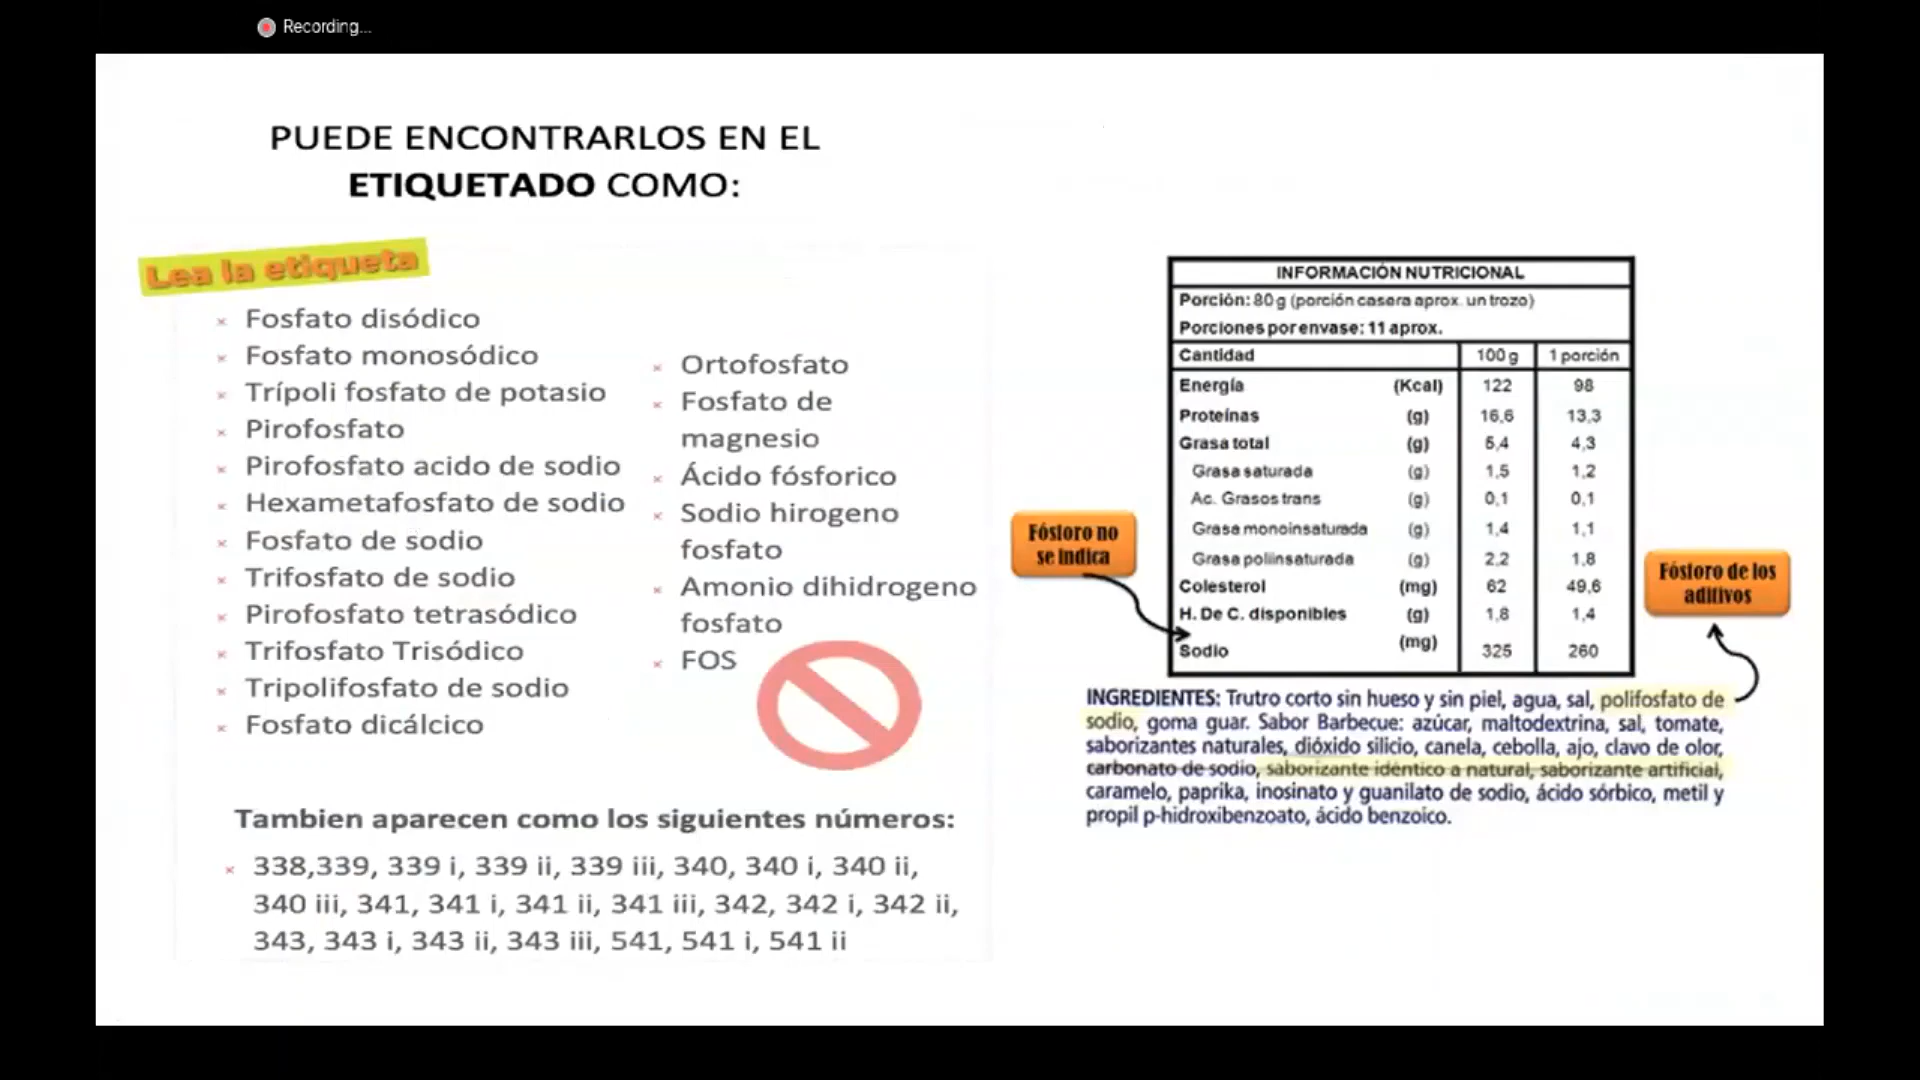 Recording...
PUEDE ENCONTRARLOS EN EL
ETIQUETADO COMO:
Lea la etiqueta
× Fosfato disódico
× Fosfato monosódico
× Trípoli fosfato de potasio
× Pirofosfato
× Pirofosfato acido de sodio
× Hexametafosfato de sodio
× Fosfato de sodio
× Trifosfato de sodio
× Pirofosfato tetrasódico
× Trifosfato Trisódico
× Tripolifosfato de sodio
× Fosfato dicálcico
× Ortofosfato
× Fosfato de
magnesio
× Ácido fósforico
× Sodio hirogeno
fosfato
× Amonio dihidrogeno
fosfato
× FOS
Tambien aparecen como los siguientes números:
× 338,339, 339 i, 339 ii, 339 iii, 340, 340 i, 340 ii,
340 iii, 341, 341 i, 341 ii, 341 iii, 342, 342 i, 342 ii,
343, 343 i, 343 ii, 343 iii, 541, 541 i, 541 ii
INFORMACIÓN NUTRICIONAL
Porción: 80 g (porción casera aprox. un trozo)
Porciones por envase: 11 aprox.
Cantidad 100 g 1 porción
Energía (Kcal) 122 98
Proteínas (g) 16,6 13,3
Grasa total (g) 5,4 4,3
Grasa saturada (g) 1,5 1,2
Ac. Grasos trans (g) 0,1 0,1
Grasa monoinsaturada (g) 1,4 1,1
Grasa poliinsaturada (g) 2,2 1,8
Colesterol (mg) 62 49,6
H. De C. disponibles (g) 1,8 1,4
Sodio (mg) 325 260
Fósforo no
se indica
Fósforo de los
aditivos
INGREDIENTES: Trutro corto sin hueso y sin piel, agua, sal, polifosfato de
sodio, goma guar. Sabor Barbecue: azúcar, maltodextrina, sal, tomate,
saborizantes naturales, dióxido silicio, canela, cebolla, ajo, clavo de olor,
carbonato de sodio, saborizante idéntico a natural, saborizante artificial,
caramelo, paprika, inosinato y guanilato de sodio, ácido sórbico, metil y
propil p-hidroxibenzoato, ácido benzoico.